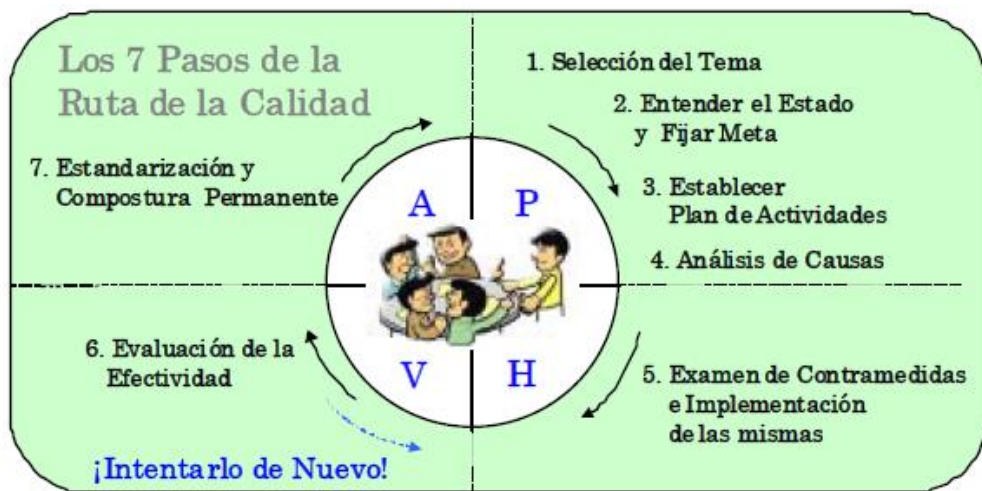 Los 7 Pasos de la
Ruta de la Calidad
1. Selección del Tema
2. Entender el Estado
y Fijar Meta
3. Establecer
Plan de Actividades
4. Análisis de Causas
5. Examen de Contramedidas
e Implementación
de las mismas
6. Evaluación de la
Efectividad
7. Estandarización y
Compostura Permanente
A
P
V
H
¡Intentarlo de Nuevo!